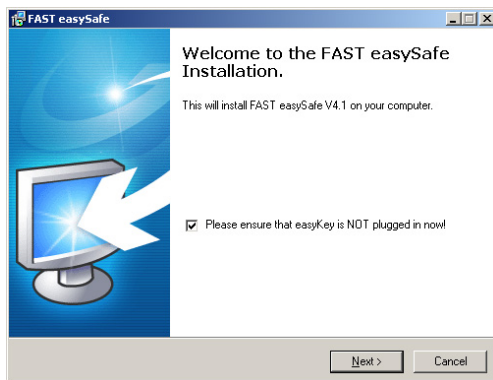 FAST easySafe
Welcome to the FAST easySafe
Installation.
This will install FAST easySafe V4.1 on your computer.
Please ensure that easyKey is NOT plugged in now!
Next >
Cancel